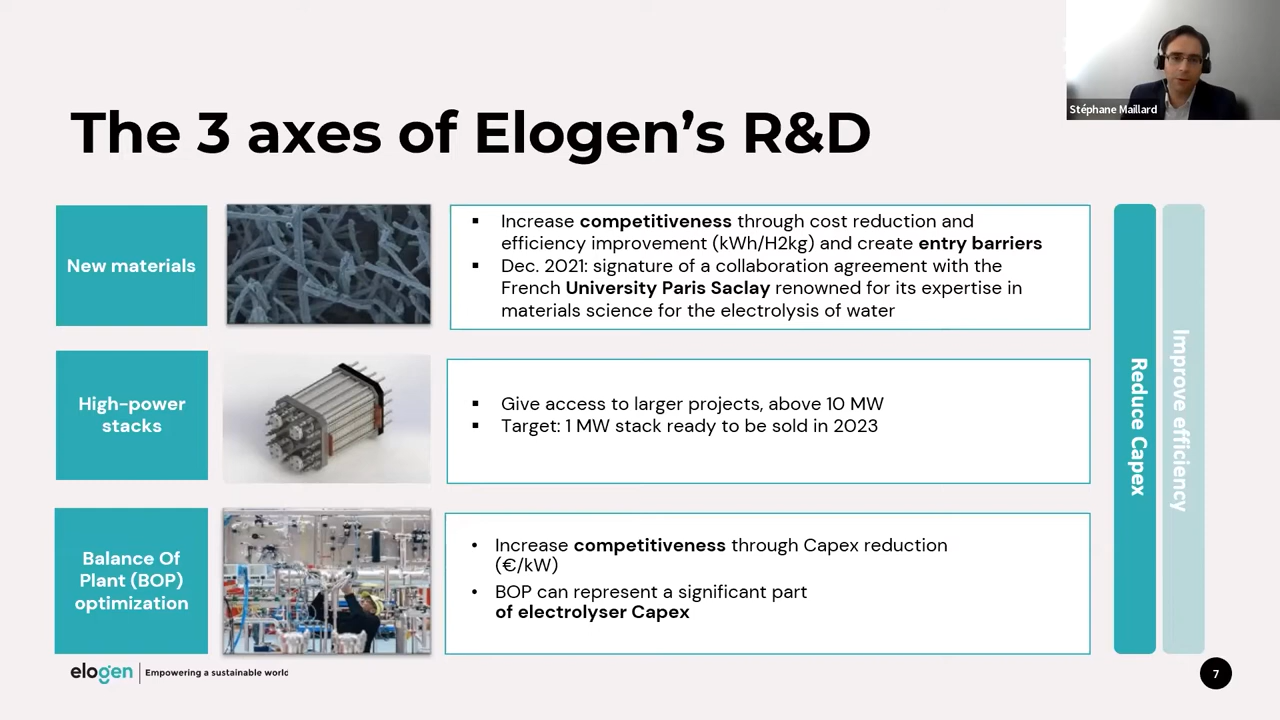 Stéphane Maillard
The 3 axes of Elogen’s R&D
New materials
▪ Increase competitiveness through cost reduction and
efficiency improvement (kWh/H2kg) and create entry barriers
▪ Dec. 2021: signature of a collaboration agreement with the
French University Paris Saclay renowned for its expertise in
materials science for the electrolysis of water
High-power
stacks
▪ Give access to larger projects, above 10 MW
▪ Target: 1 MW stack ready to be sold in 2023
Balance Of
Plant (BOP)
optimization
• Increase competitiveness through Capex reduction
(€/kW)
• BOP can represent a significant part
of electrolyser Capex
Reduce Capex
Improve efficiency
elogen
Empowering a sustainable world
7